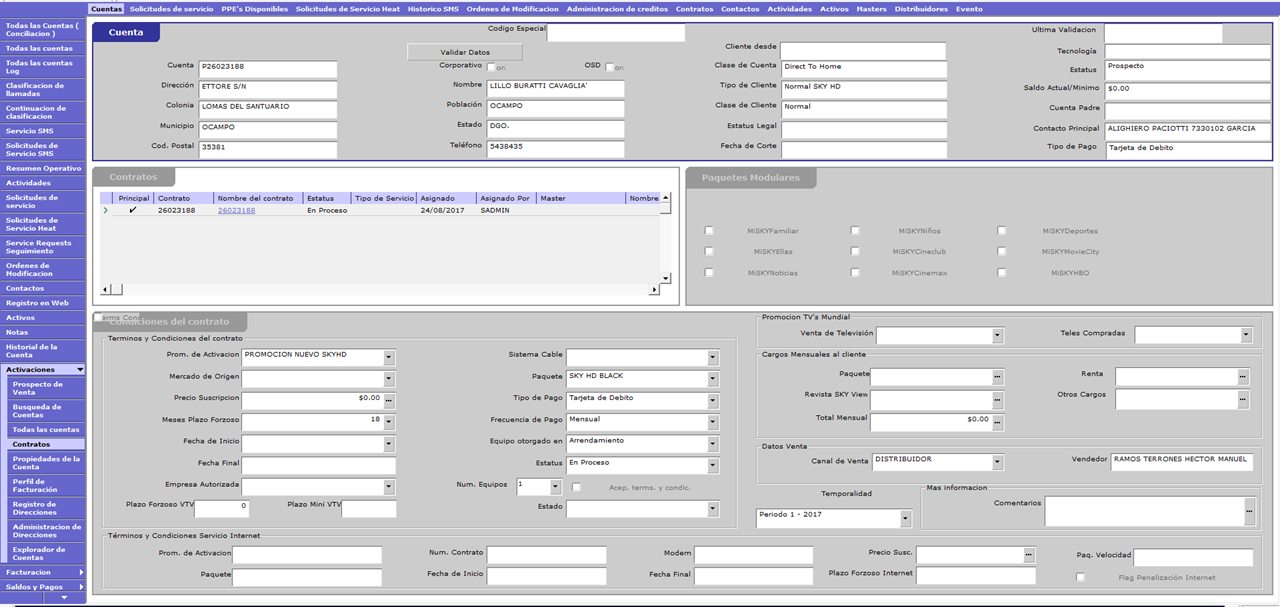 Cuentas Solicitudes de servicio PPE's Disponibles Solicitudes de Servicio Heat Historico SMS Ordenes de Modificacion Administracion de creditos Contratos Contactos Actividades Activos Masters Distribuidores Evento
Todas las Cuentas (
Conciliacion )
Todas las cuentas
Todas las cuentas
Log
Clasificacion de
llamadas
Continuacion de
clasificacion
Servicio SMS
Solicitudes de
Servicio SMS
Resumen Operativo
Actividades
Solicitudes de
servicio
Solicitudes de
Servicio Heat
Service Requests
Seguimiento
Ordenes de
Modificacion
Contactos
Registro en Web
Activos
Notas
Historial de la
Cuenta
Activaciones
Prospecto de
Venta
Busqueda de
Cuentas
Todas las cuentas
Contratos
Propiedades de la
Cuenta
Perfil de
Facturación
Registro de
Direcciones
Administracion de
Direcciones
Explorador de
Cuentas
Facturacion
Saldos y Pagos
Cuenta
Codigo Especial
Validar Datos
Cuenta P26023188
Dirección ETTORE S/N
Colonia LOMAS DEL SANTUARIO
Municipio OCAMPO
Cod. Postal 35381
Corporativo on OSD on
Nombre LILLO BURATTI CAVAGLIA'
Población OCAMPO
Estado DGO.
Teléfono 5438435
Cliente desde
Clase de Cuenta Direct To Home
Tipo de Cliente Normal SKY HD
Clase de Cliente Normal
Estatus Legal
Fecha de Corte
Ultima Validacion
Tecnología
Estatus Prospecto
Saldo Actual/Minimo $0.00
Cuenta Padre
Contacto Principal ALIGHIERO PACIOTTI 7330102 GARCIA
Tipo de Pago Tarjeta de Debito
Contratos
Principal Contrato Nombre del contrato Estatus Tipo de Servicio Asignado Asignado Por Master Nombre
26023188 26023188 En Proceso 24/08/2017 SADMIN
Paquetes Modulares
MiSKYFamiliar MiSKYNiños MiSKYDeportes
MiSKYEllas MiSKYCineclub MiSKYMovieCity
MiSKYNoticias MiSKYCinemax MiSKYHBO
Condiciones del contrato
Terminos y Condiciones del contrato
Prom. de Activacion PROMOCION NUEVO SKYHD
Mercado de Origen
Precio Suscripcion $0.00
Meses Plazo Forzoso 18
Fecha de Inicio
Fecha Final
Empresa Autorizada
Plazo Forzoso VTV 0 Plazo Mini VTV
Sistema Cable
Paquete SKY HD BLACK
Tipo de Pago Tarjeta de Debito
Frecuencia de Pago Mensual
Equipo otorgado en Arrendamiento
Estatus En Proceso
Num. Equipos 1 Acep. terms. y condic.
Estado
Promocion TV's Mundial
Venta de Televisión Teles Compradas
Cargos Mensuales al cliente
Paquete Renta
Revista SKY View Otros Cargos
Total Mensual $0.00
Datos Venta
Canal de Venta DISTRIBUIDOR Vendedor RAMOS TERRONES HECTOR MANUEL
Temporalidad
Periodo 1 - 2017
Mas informacion
Comentarios
Términos y Condiciones Servicio Internet
Prom. de Activacion Num. Contrato Modem Precio Susc. Paq. Velocidad
Paquete Fecha de Inicio Fecha Final Plazo Forzoso Internet Flag Penalización Internet